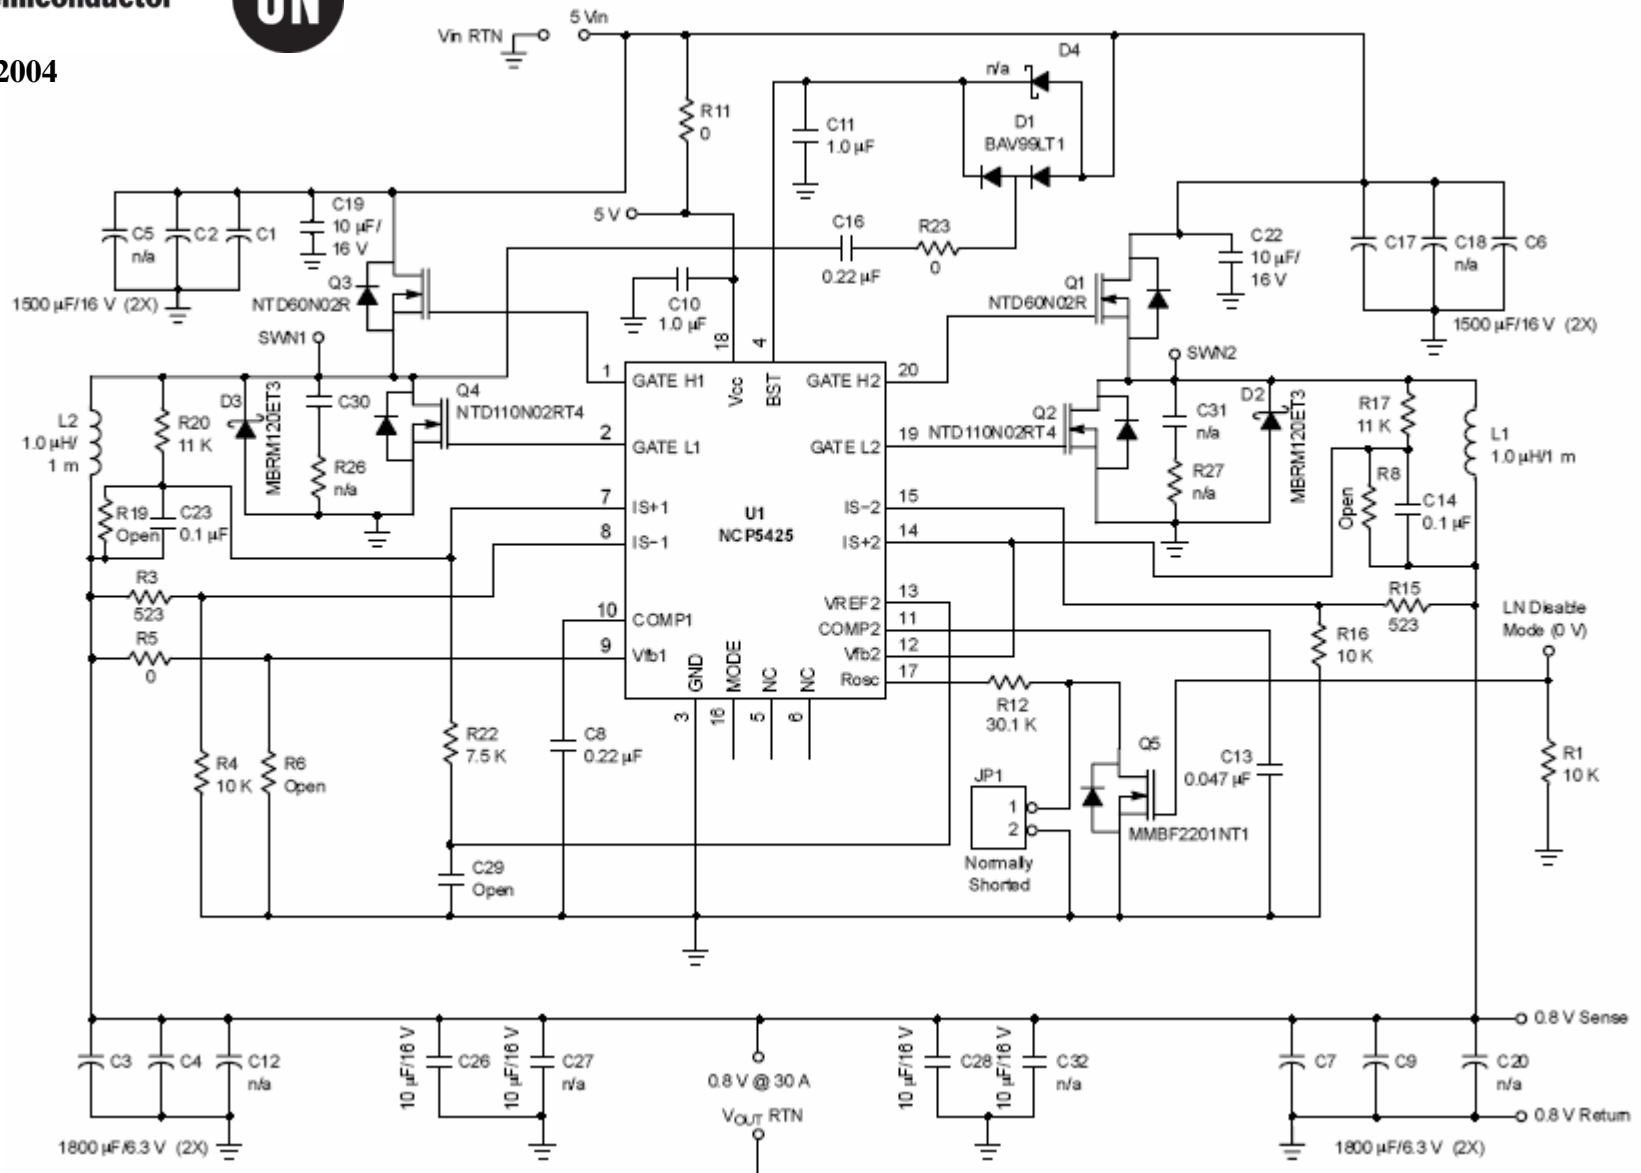 ON
2004
Vin RTN
5 Vin
D4
n/a
R11
0
C11
1.0 µF
D1
BAV99LT1
C5
n/a
C2
C1
C19
10 µF/
16 V
5 V
C16
0.22 µF
R23
0
C22
10 µF/
16 V
C17
C18
n/a
C6
1500 µF/16 V (2X)
Q3
NTD60N02R
C10
1.0 µF
Q1
NTD60N02R
1500 µF/16 V (2X)
SWN1
SWN2
18
4
1
GATE H1
Vcc
BST
GATE H2
20
L2
1.0 µH/
1 m
R20
11 K
D3
MBRM120ET3
C30
R26
n/a
Q4
NTD110N02RT4
2
GATE L1
GATE L2
19
Q2
NTD110N02RT4
C31
n/a
R27
n/a
D2
MBRM120ET3
R17
11 K
L1
1.0 µH/1 m
R8
Open
C14
0.1 µF
R19
Open
C23
0.1 µF
7
IS+1
U1
NCP5425
IS–2
15
8
IS–1
IS+2
14
R3
523
VREF2
13
R15
523
LN Disable
Mode (0 V)
10
COMP1
COMP2
11
R16
10 K
R5
0
9
Vfb1
Vfb2
12
GND
MODE
NC
NC
Rosc
17
3
16
5
6
R12
30.1 K
R4
10 K
R6
Open
R22
7.5 K
C8
0.22 µF
JP1
1
2
Normally
Shorted
Q5
MMBF2201NT1
C13
0.047 µF
R1
10 K
C29
Open
0.8 V Sense
C3
C4
C12
n/a
10 µF/16 V
C26
10 µF/16 V
C27
n/a
0.8 V @ 30 A
VOUT RTN
10 µF/16 V
C28
10 µF/16 V
C32
n/a
C7
C9
C20
n/a
0.8 V Return
1800 µF/6.3 V (2X)
1800 µF/6.3 V (2X)